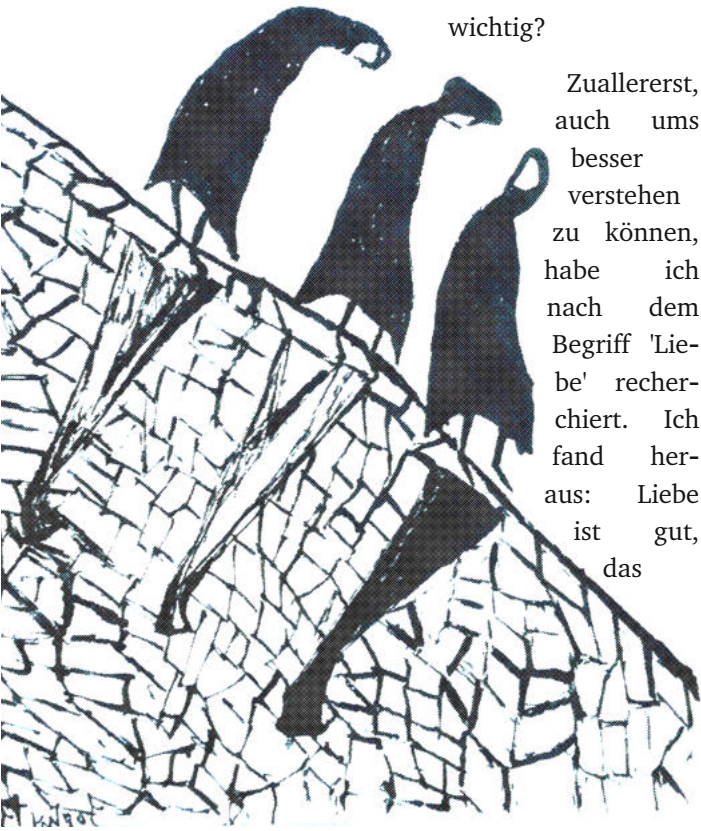 wichtig?
Zuallererst,
auch ums
besser
verstehen
zu können,
habe ich
nach dem
Begriff 'Lie-
be' recher-
chiert. Ich
fand her-
aus: Liebe
ist gut,
das